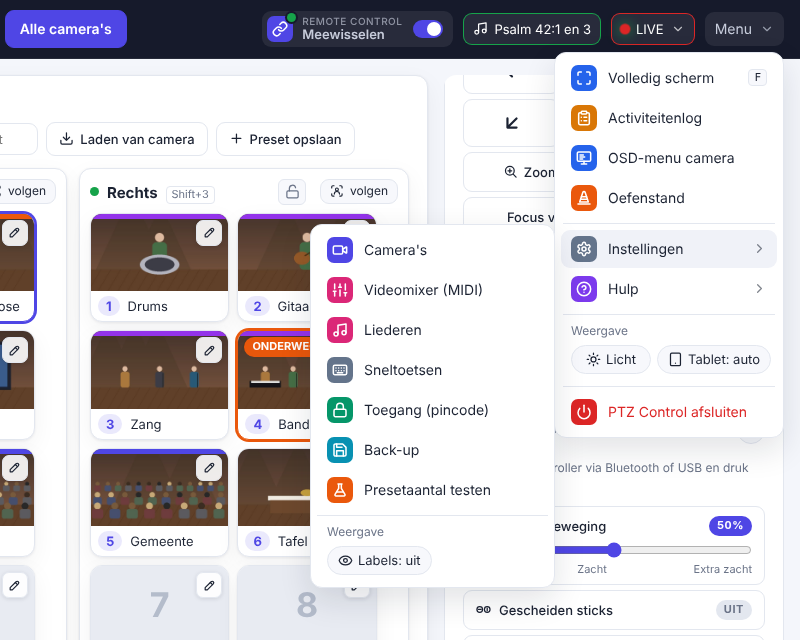 Alle camera's
REMOTE CONTROL
Meewisselen
Psalm 42:1 en 3
LIVE
Menu
Laden van camera
Preset opslaan
volgen
Rechts
Shift+3
volgen
1 Drums
2
3 Zang
4 Band
5 Gemeente
6 Tafel
7
8
Zoom
Focus
Volledig scherm
F
Activiteitenlog
OSD-menu camera
Oefenstand
Instellingen
Hulp
Weergave
Licht
Tablet: auto
PTZ Control afsluiten
Camera's
Videomixer (MIDI)
Liederen
Sneltoetsen
Toegang (pincode)
Back-up
Presetaantal testen
Weergave
Labels: uit
via Bluetooth of USB en druk
50%
Zacht
Extra zacht
Gescheiden sticks
UIT